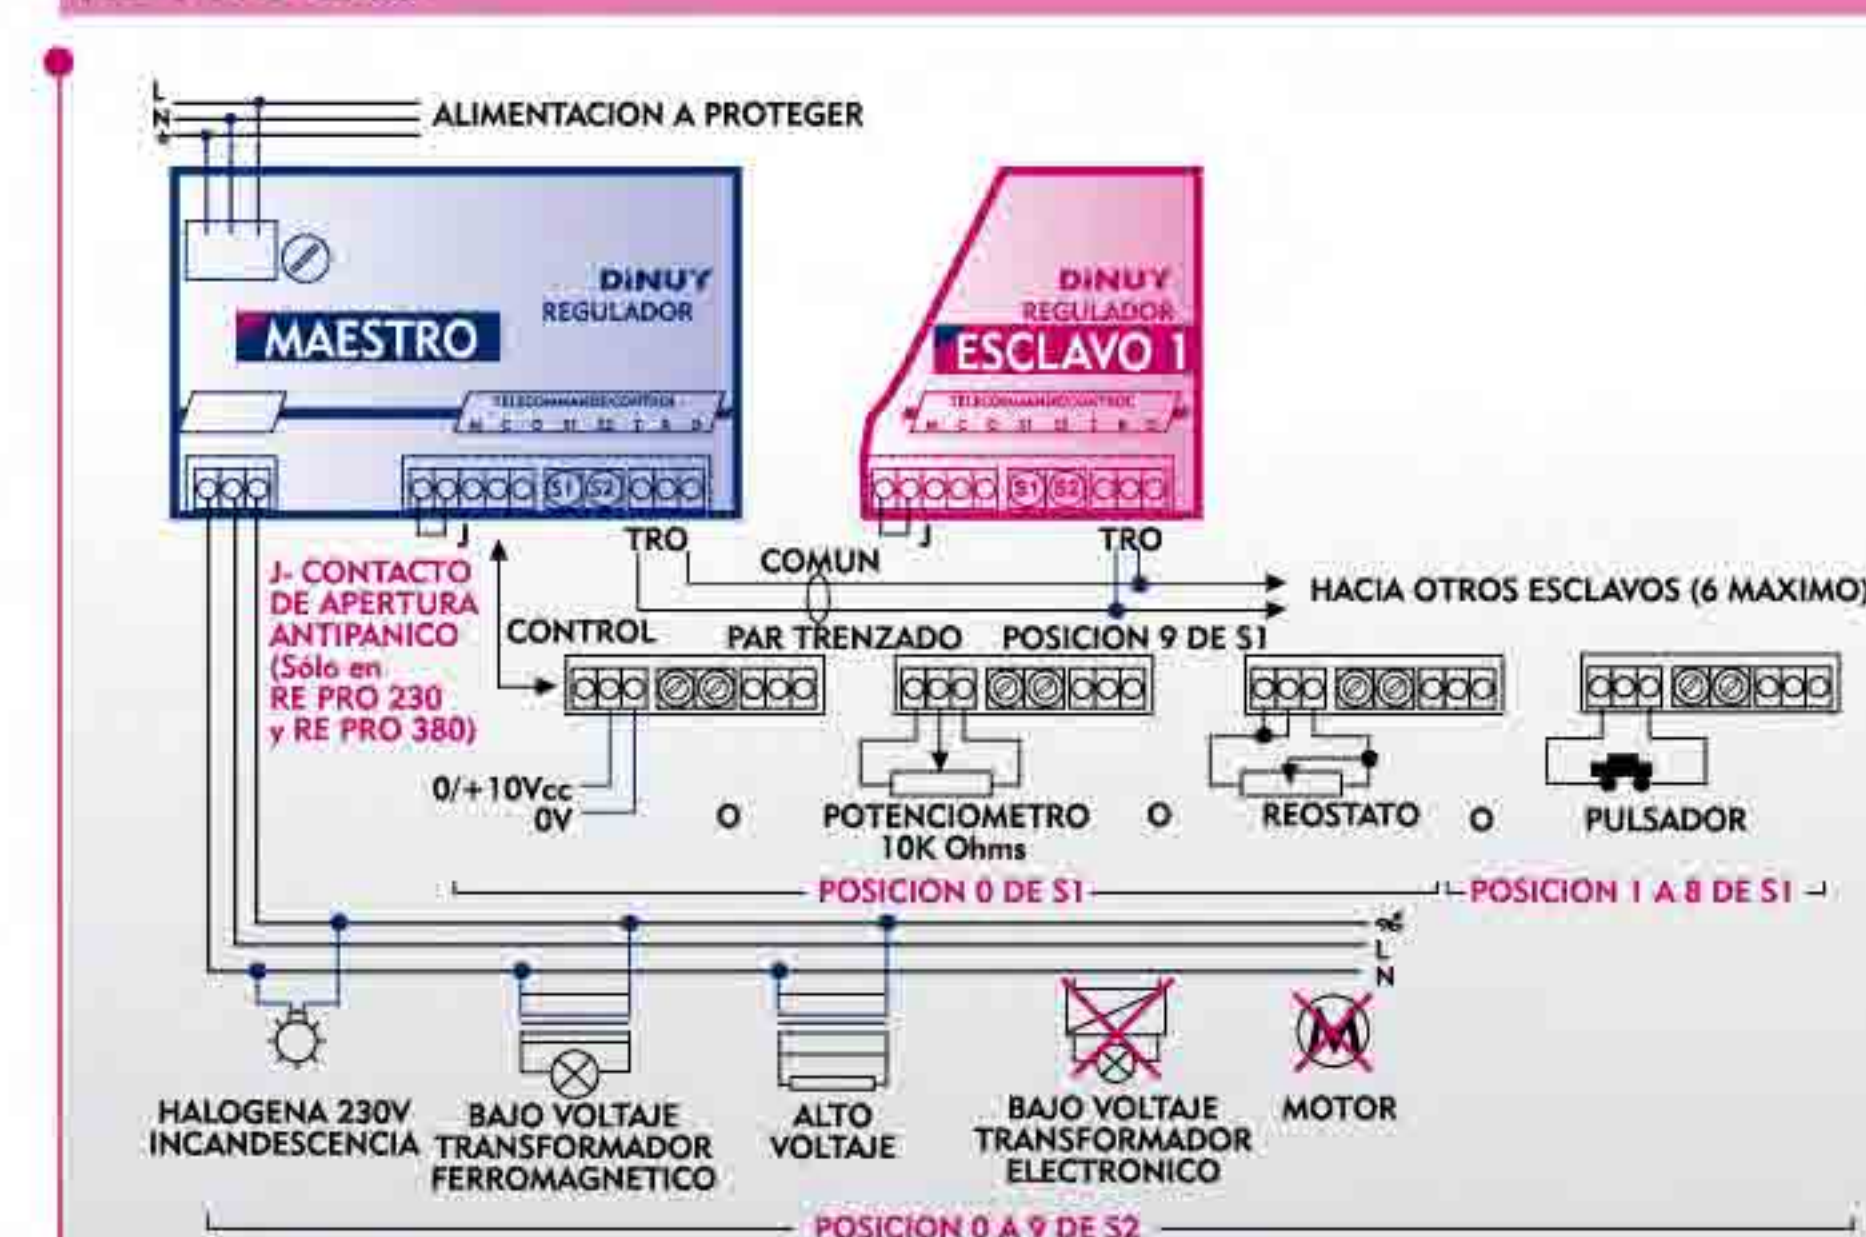 L
N
ALIMENTACION A PROTEGER
DINUY
REGULADOR
MAESTRO
TELECOMMANDE/CONTROL
S1 S2
TRO
J
DINUY
REGULADOR
ESCLAVO 1
S1 S2
J
TRO
COMUN
HACIA OTROS ESCLAVOS (6 MAXIMO)
PAR TRENZADO
POSICION 9 DE S1
J- CONTACTO
DE APERTURA
ANTIPANICO
(Sólo en
RE PRO 230
y RE PRO 380)
CONTROL
0/+10Vcc
0V
O
POTENCIOMETRO
10K Ohms
O
REOSTATO
O
PULSADOR
POSICION 0 DE S1
POSICION 1 A 8 DE S1
L
N
HALOGENA 230V
INCANDESCENCIA
BAJO VOLTAJE
TRANSFORMADOR
FERROMAGNETICO
ALTO
VOLTAJE
BAJO VOLTAJE
TRANSFORMADOR
ELECTRONICO
M
MOTOR
POSICION 0 A 9 DE S2